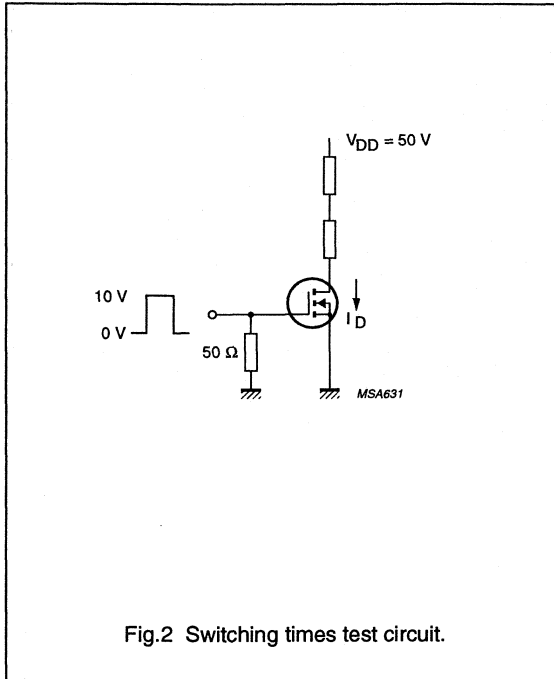 V_DD = 50 V
10 V
0 V
50 Ω
I_D
MSA631
Fig.2 Switching times test circuit.